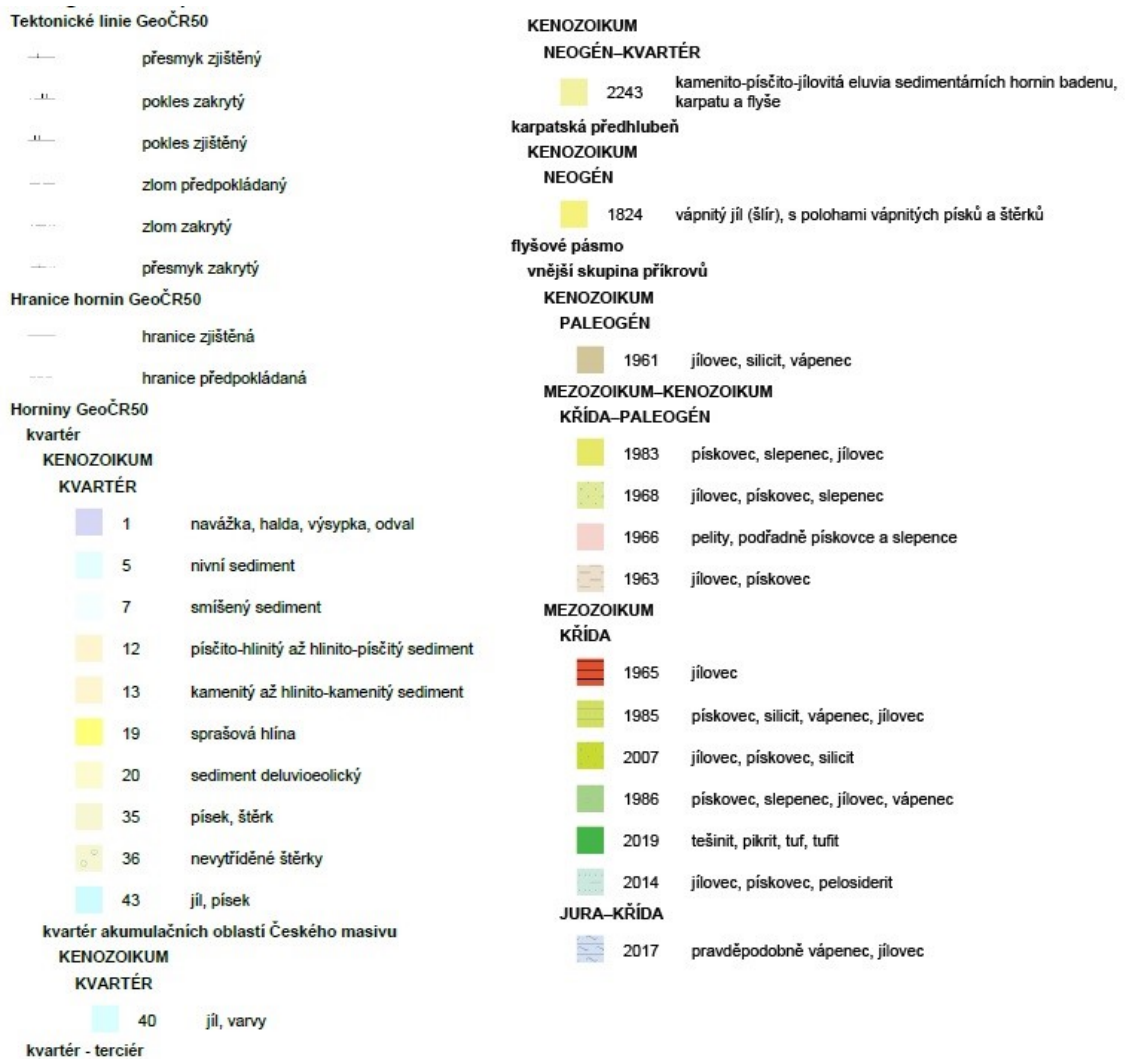 Tektonické linie GeoČR50
přesmyk zjištěný
pokles zakrytý
pokles zjištěný
zlom předpokládaný
zlom zakrytý
přesmyk zakrytý
Hranice hornin GeoČR50
hranice zjištěná
hranice předpokládaná
Horniny GeoČR50
kvartér
KENOZOIKUM
KVARTÉR
1 navážka, halda, výsypka, odval
5 nivní sediment
7 smíšený sediment
12 písčito-hlinitý až hlinito-písčitý sediment
13 kamenitý až hlinito-kamenitý sediment
19 sprašová hlína
20 sediment deluvioeolický
35 písek, štěrk
36 nevytříděné štěrky
43 jíl, písek
kvartér akumulačních oblastí Českého masivu
KENOZOIKUM
KVARTÉR
40 jíl, varvy
kvartér - terciér
KENOZOIKUM
NEOGÉN–KVARTÉR
2243 kamenito-písčito-jílovitá eluvia sedimentárních hornin badenu,
karpatu a flyše
karpatská předhlubeň
KENOZOIKUM
NEOGÉN
1824 vápnitý jíl (šlír), s polohami vápnitých písků a štěrků
flyšové pásmo
vnější skupina příkrovů
KENOZOIKUM
PALEOGÉN
1961 jílovec, silicit, vápenec
MEZOZOIKUM–KENOZOIKUM
KŘÍDA–PALEOGÉN
1983 pískovec, slepenec, jílovec
1968 jílovec, pískovec, slepenec
1966 pelity, podřadně pískovce a slepence
1963 jílovec, pískovec
MEZOZOIKUM
KŘÍDA
1965 jílovec
1985 pískovec, silicit, vápenec, jílovec
2007 jílovec, pískovec, silicit
1986 pískovec, slepenec, jílovec, vápenec
2019 tešinit, pikrit, tuf, tufit
2014 jílovec, pískovec, pelosiderit
JURA–KŘÍDA
2017 pravděpodobně vápenec, jílovec